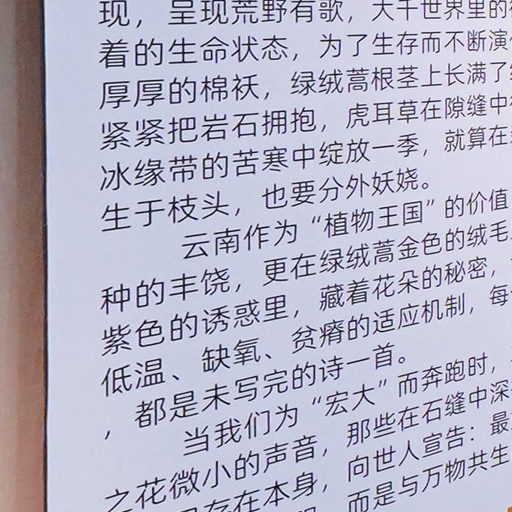 现，呈现荒野有歌，大千世界里的
着的生命状态，为了生存而不断演
厚厚的棉袄，绿绒蒿根茎上长满了
紧紧把岩石拥抱，虎耳草在隙缝中
冰缘带的苦寒中绽放一季，就算在
生于枝头，也要分外妖娆。
云南作为“植物王国”的价值
种的丰饶，更在绿绒蒿金色的绒毛
紫色的诱惑里，藏着花朵的秘密，
低温、缺氧、贫瘠的适应机制，每
，都是未写完的诗一首。
当我们为“宏大”而奔跑时，
之花微小的声音，那些在石缝中深
存在本身，向世人宣告：最
而是与万物共生